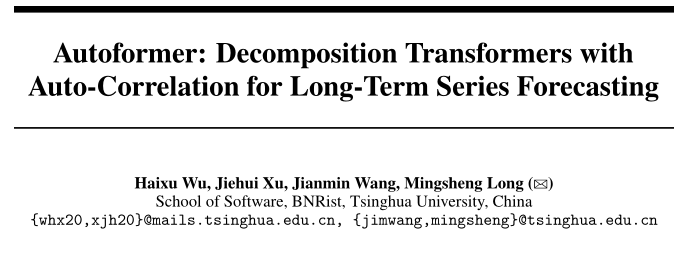 Autoformer: Decomposition Transformers with
Auto-Correlation for Long-Term Series Forecasting
Haixu Wu, Jiehui Xu, Jianmin Wang, Mingsheng Long (✉)
School of Software, BNRist, Tsinghua University, China
{whx20,xjh20}@mails.tsinghua.edu.cn, {jimwang,mingsheng}@tsinghua.edu.cn